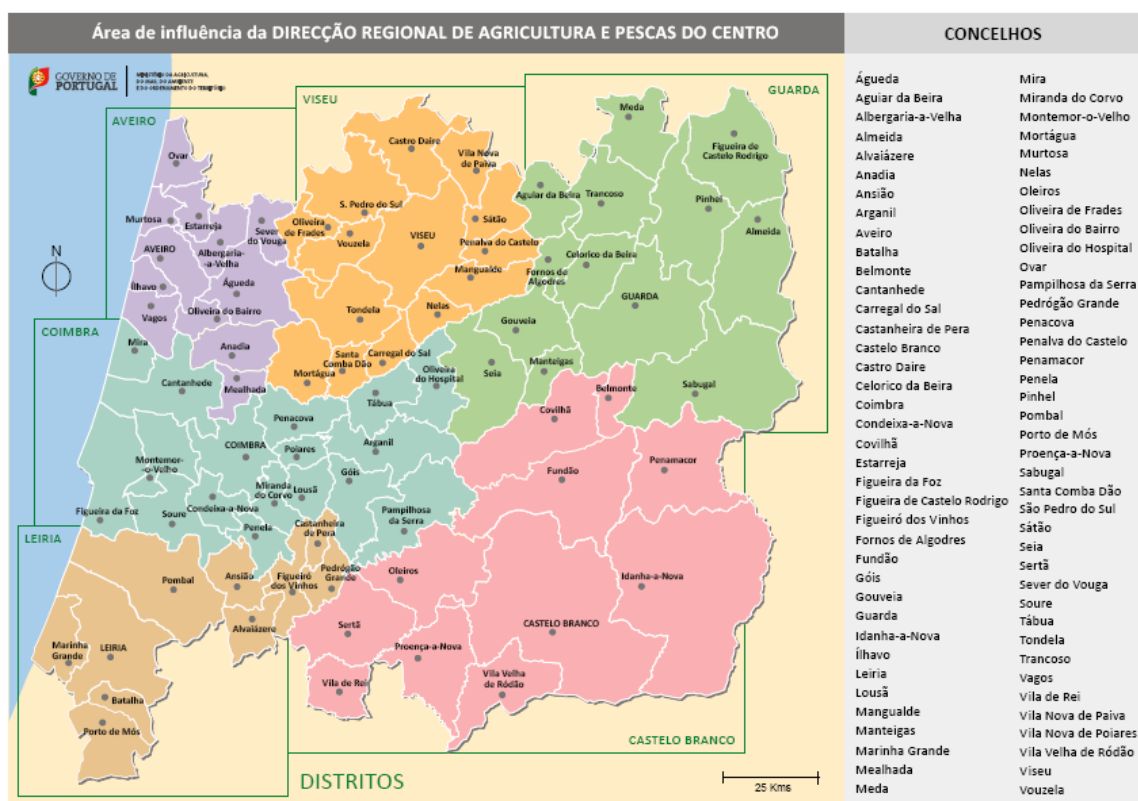 Área de influência da DIRECÇÃO REGIONAL DE AGRICULTURA E PESCAS DO CENTRO
GOVERNO DE
PORTUGAL
MINISTÉRIO DA AGRICULTURA,
DO MAR, DO AMBIENTE
E DO ORDENAMENTO DO TERRITÓRIO
AVEIRO
VISEU
GUARDA
COIMBRA
LEIRIA
CASTELO BRANCO
DISTRITOS
N
25 Kms
Ovar
Murtosa
Estarreja
Sever
do Vouga
AVEIRO
Albergaria-
a-Velha
Ílhavo
Águeda
Vagos
Oliveira do Bairro
Anadia
Mealhada
Castro Daire
Vila Nova
de Paiva
S. Pedro do Sul
Oliveira
de Frades
Vouzela
VISEU
Sátão
Penalva do Castelo
Mangualde
Tondela
Nelas
Santa
Comba Dão
Carregal do Sal
Mortágua
Meda
Figueira de
Castelo Rodrigo
Aguiar da Beira
Trancoso
Pinhel
Almeida
Celorico da Beira
Fornos de
Algodres
GUARDA
Gouveia
Seia
Manteigas
Sabugal
Mira
Cantanhede
Oliveira
do Hospital
Tábua
Penacova
COIMBRA
Poiares
Arganil
Montemor-
-o-Velho
Góis
Miranda
do Corvo
Lousã
Figueira da Foz
Soure
Condeixa-a-Nova
Penela
Pampilhosa
da Serra
Castanheira
de Pera
Pombal
Ansião
Figueiró
dos Vinhos
Pedrógão
Grande
Alvaiázere
Marinha
Grande
LEIRIA
Batalha
Porto de Mós
Belmonte
Covilhã
Fundão
Penamacor
Oleiros
Idanha-a-Nova
Sertã
Proença-a-Nova
CASTELO BRANCO
Vila de Rei
Vila Velha
de Ródão
CONCELHOS
Águeda
Aguiar da Beira
Albergaria-a-Velha
Almeida
Alvaiázere
Anadia
Ansião
Arganil
Aveiro
Batalha
Belmonte
Cantanhede
Carregal do Sal
Castanheira de Pera
Castelo Branco
Castro Daire
Celorico da Beira
Coimbra
Condeixa-a-Nova
Covilhã
Estarreja
Figueira da Foz
Figueira de Castelo Rodrigo
Figueiró dos Vinhos
Fornos de Algodres
Fundão
Góis
Gouveia
Guarda
Idanha-a-Nova
Ílhavo
Leiria
Lousã
Mangualde
Manteigas
Marinha Grande
Mealhada
Meda
Mira
Miranda do Corvo
Montemor-o-Velho
Mortágua
Murtosa
Nelas
Oleiros
Oliveira de Frades
Oliveira do Bairro
Oliveira do Hospital
Ovar
Pampilhosa da Serra
Pedrógão Grande
Penacova
Penalva do Castelo
Penamacor
Penela
Pinhel
Pombal
Porto de Mós
Proença-a-Nova
Sabugal
Santa Comba Dão
São Pedro do Sul
Sátão
Seia
Sertã
Sever do Vouga
Soure
Tábua
Tondela
Trancoso
Vagos
Vila de Rei
Vila Nova de Paiva
Vila Nova de Poiares
Vila Velha de Ródão
Viseu
Vouzela